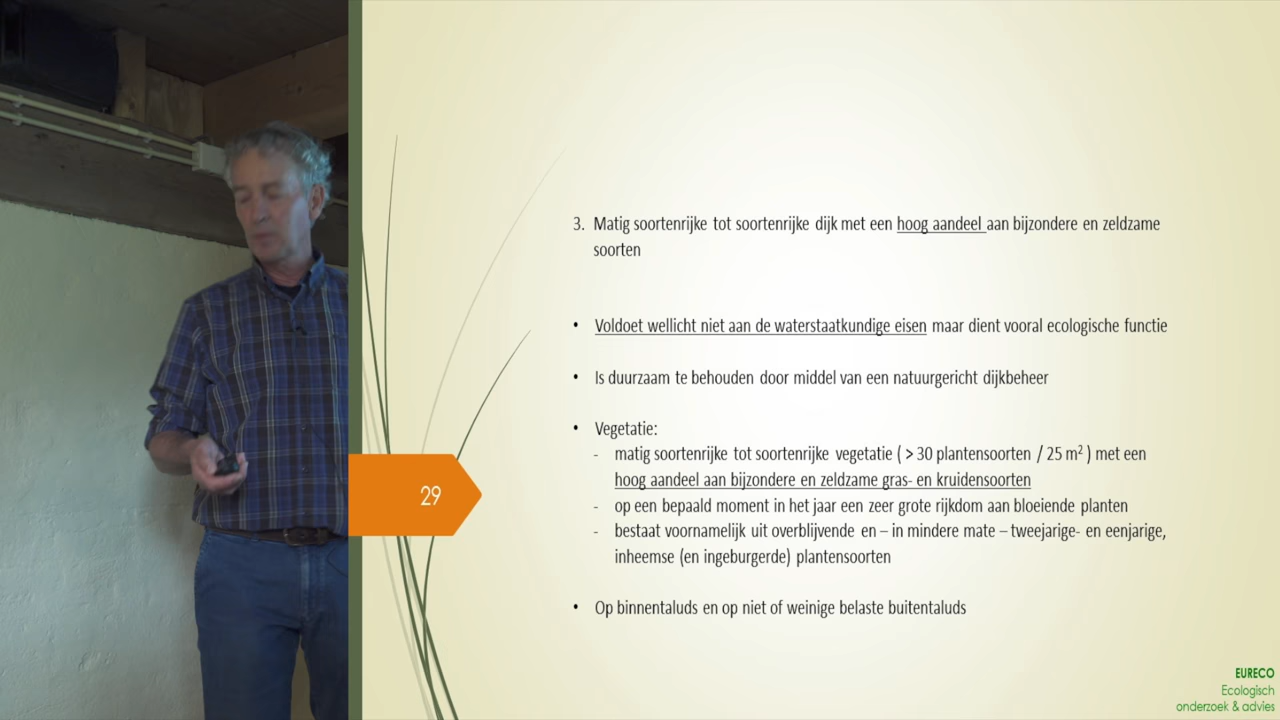 3. Matig soortenrijke tot soortenrijke dijk met een hoog aandeel aan bijzondere en zeldzame
soorten
• Voldoet wellicht niet aan de waterstaatkundige eisen maar dient vooral ecologische functie
• Is duurzaam te behouden door middel van een natuurgericht dijkbeheer
• Vegetatie:
- matig soortenrijke tot soortenrijke vegetatie ( > 30 plantensoorten / 25 m² ) met een
hoog aandeel aan bijzondere en zeldzame gras- en kruidensoorten
- op een bepaald moment in het jaar een zeer grote rijkdom aan bloeiende planten
- bestaat voornamelijk uit overblijvende en – in mindere mate – tweejarige- en eenjarige,
inheemse (en ingeburgerde) plantensoorten
• Op binnentaluds en op niet of weinige belaste buitentaluds
29
EURECO
Ecologisch
onderzoek & advies